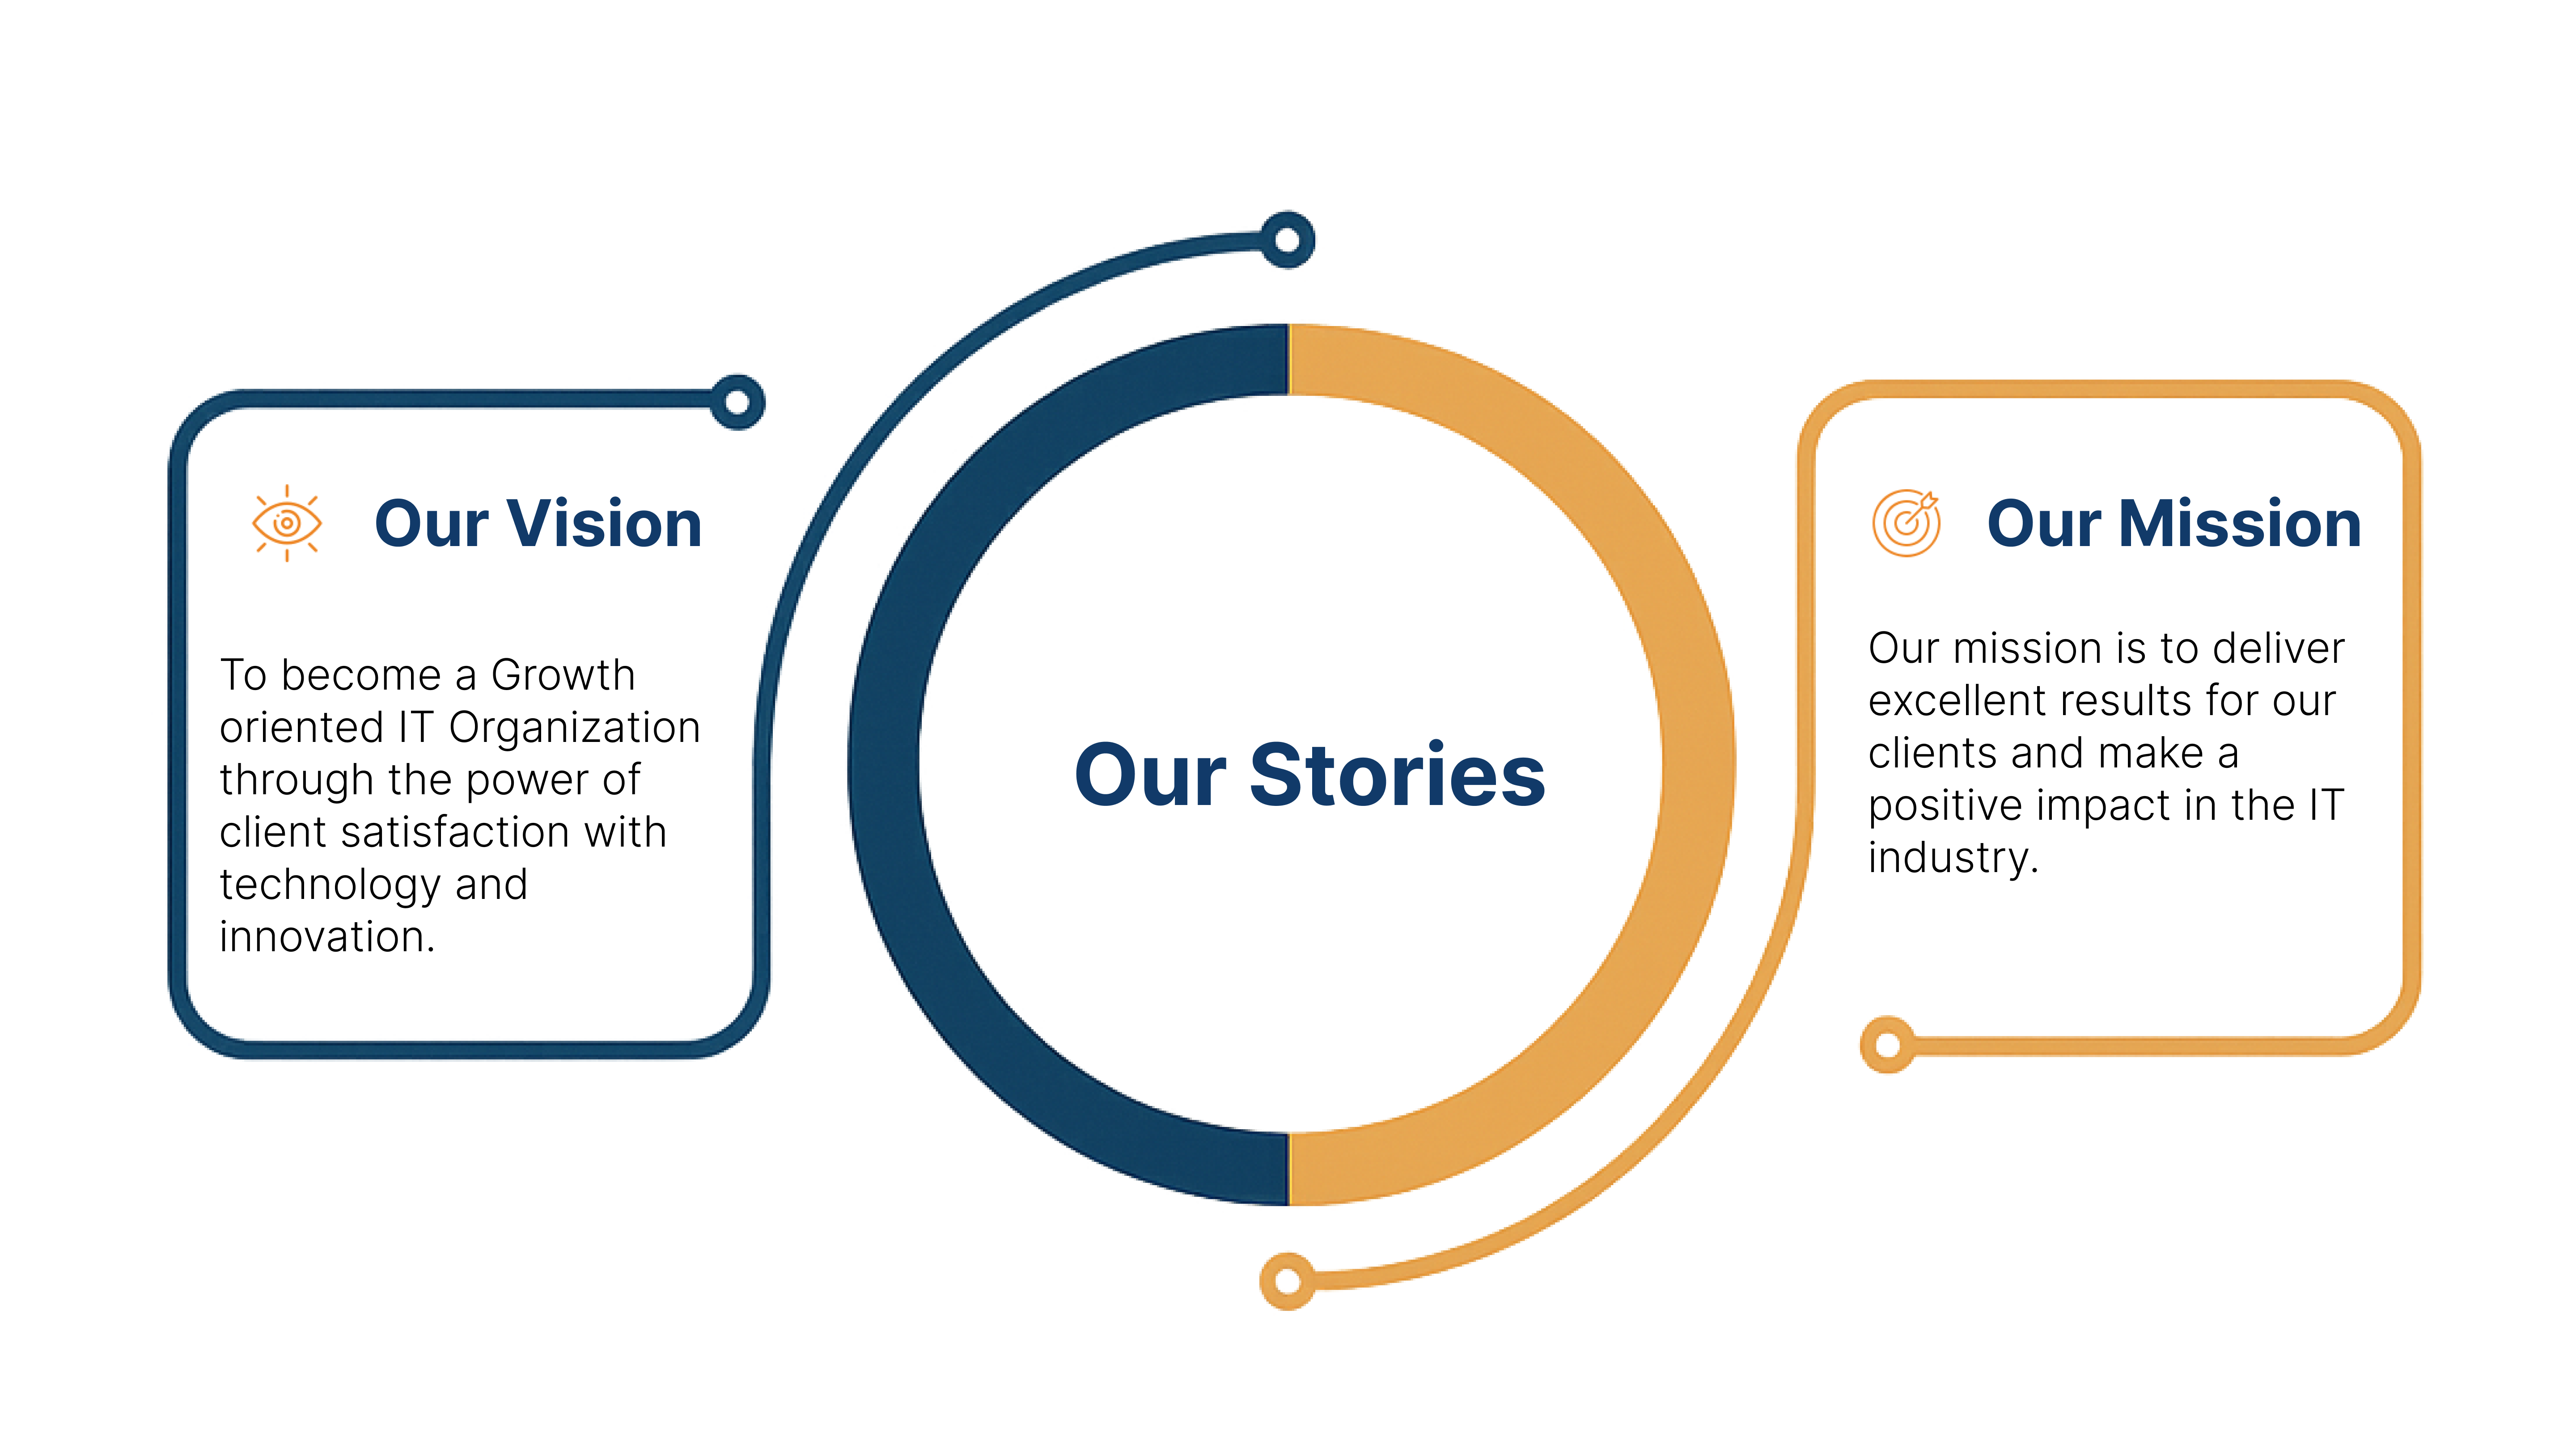 Our Vision
To become a Growth
oriented IT Organization
through the power of
client satisfaction with
technology and
innovation.
Our Stories
Our Mission
Our mission is to deliver
excellent results for our
clients and make a
positive impact in the IT
industry.